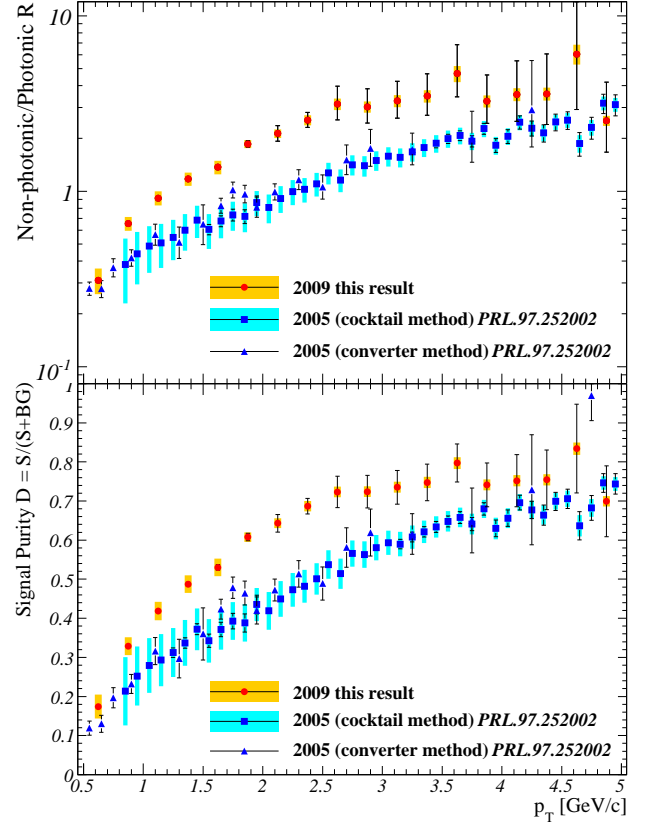 Non-photonic/Photonic R
10
1
10⁻¹
2009 this result
2005 (cocktail method) PRL.97.252002
2005 (converter method) PRL.97.252002
Signal Purity D = S/(S+BG)
1
0.9
0.8
0.7
0.6
0.5
0.4
0.3
0.2
0.1
0
2009 this result
2005 (cocktail method) PRL.97.252002
2005 (converter method) PRL.97.252002
0.5 1 1.5 2 2.5 3 3.5 4 4.5 5
p_T [GeV/c]